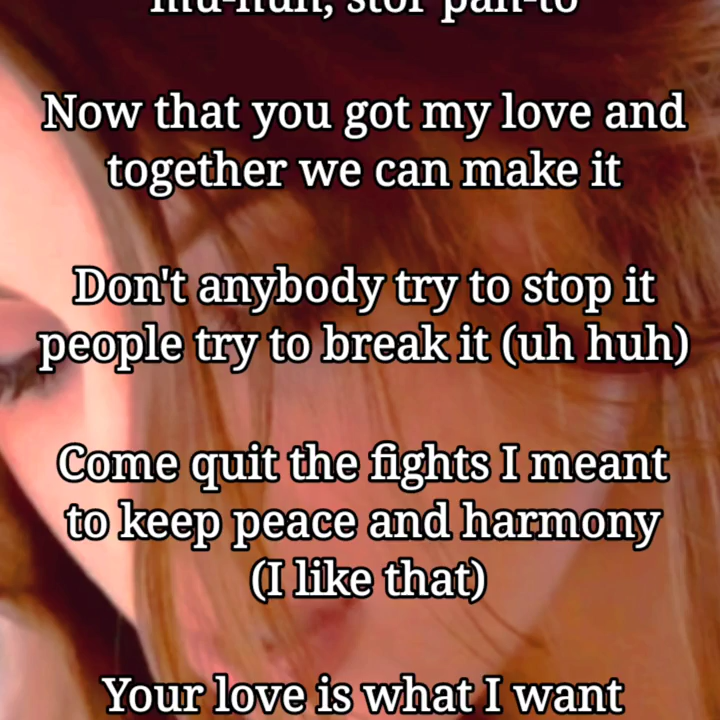 Now that you got my love and
together we can make it
Don't anybody try to stop it
people try to break it (uh huh)
Come quit the fights I meant
to keep peace and harmony
(I like that)
Your love is what I want